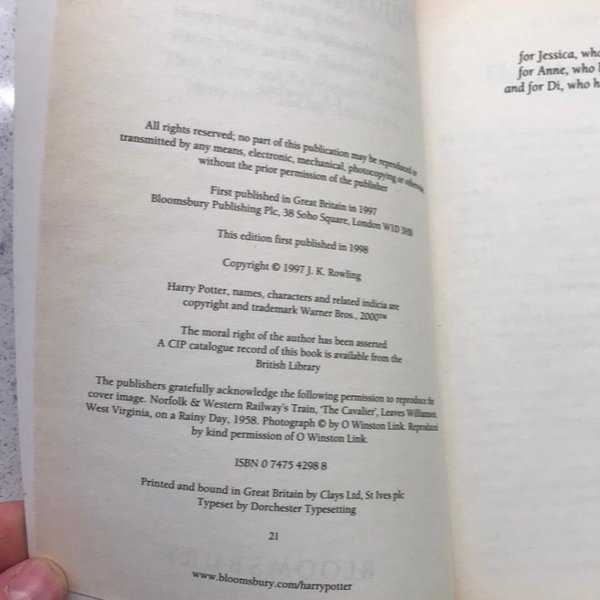 All rights reserved; no part of this publication may be reproduced or
transmitted by any means, electronic, mechanical, photocopying or otherwise
without the prior permission of the publisher
First published in Great Britain in 1997
Bloomsbury Publishing Plc, 38 Soho Square, London W1D 3HB
This edition first published in 1998
Copyright © 1997 J. K. Rowling
Harry Potter, names, characters and related indicia are
copyright and trademark Warner Bros., 2000™
The moral right of the author has been asserted
A CIP catalogue record of this book is available from the
British Library
The publishers gratefully acknowledge the following permission to reproduce the
cover image. Norfolk & Western Railway's Train, 'The Cavalier', Leaves Williamson,
West Virginia, on a Rainy Day, 1958. Photograph © by O Winston Link. Reproduced
by kind permission of O Winston Link.
ISBN 0 7475 4298 8
Printed and bound in Great Britain by Clays Ltd, St Ives plc
Typeset by Dorchester Typesetting
21
www.bloomsbury.com/harrypotter
for Jessica, who
for Anne, who
and for Di, who